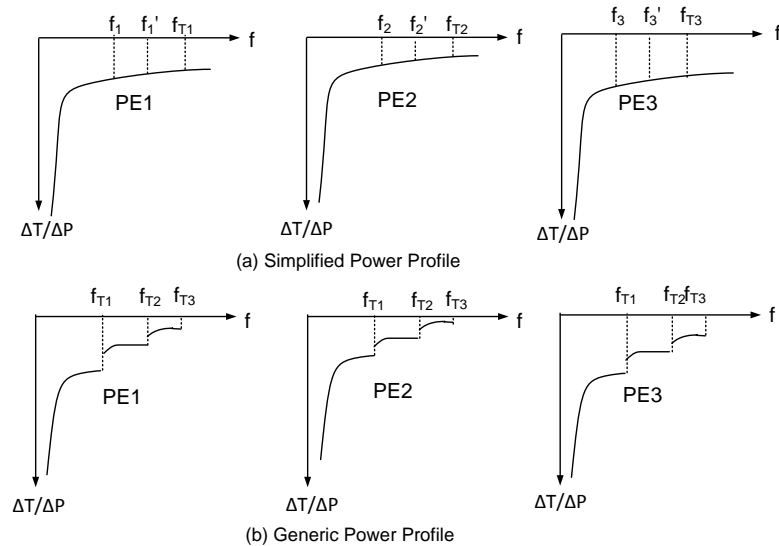 f1 f1' fT1 f
PE1
ΔT/ΔP
f2 f2' fT2 f
PE2
ΔT/ΔP
f3 f3' fT3 f
PE3
ΔT/ΔP
(a) Simplified Power Profile
fT1 fT2 fT3 f
PE1
ΔT/ΔP
fT1 fT2 fT3 f
PE2
ΔT/ΔP
fT1 fT2 fT3 f
PE3
ΔT/ΔP
(b) Generic Power Profile